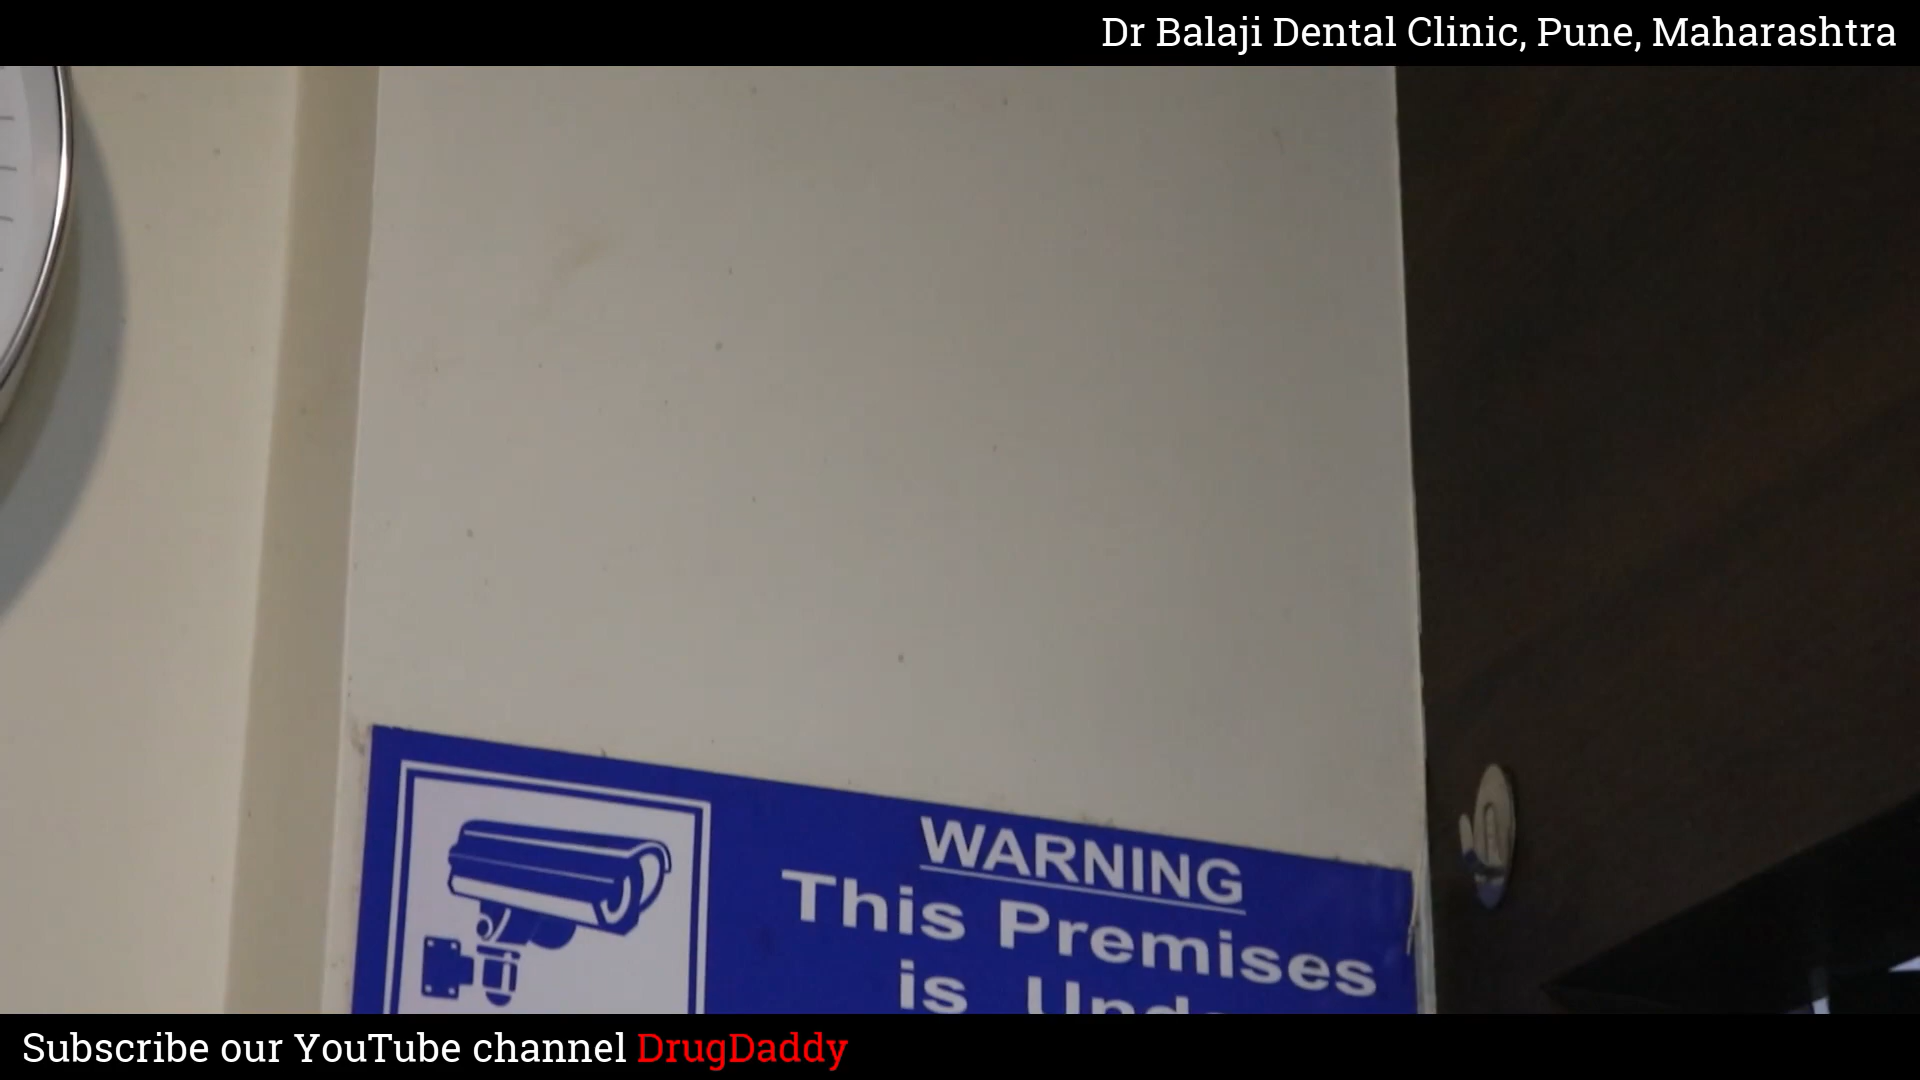 Dr Balaji Dental Clinic, Pune, Maharashtra
WARNING
This Premises
is
Subscribe our YouTube channel DrugDaddy